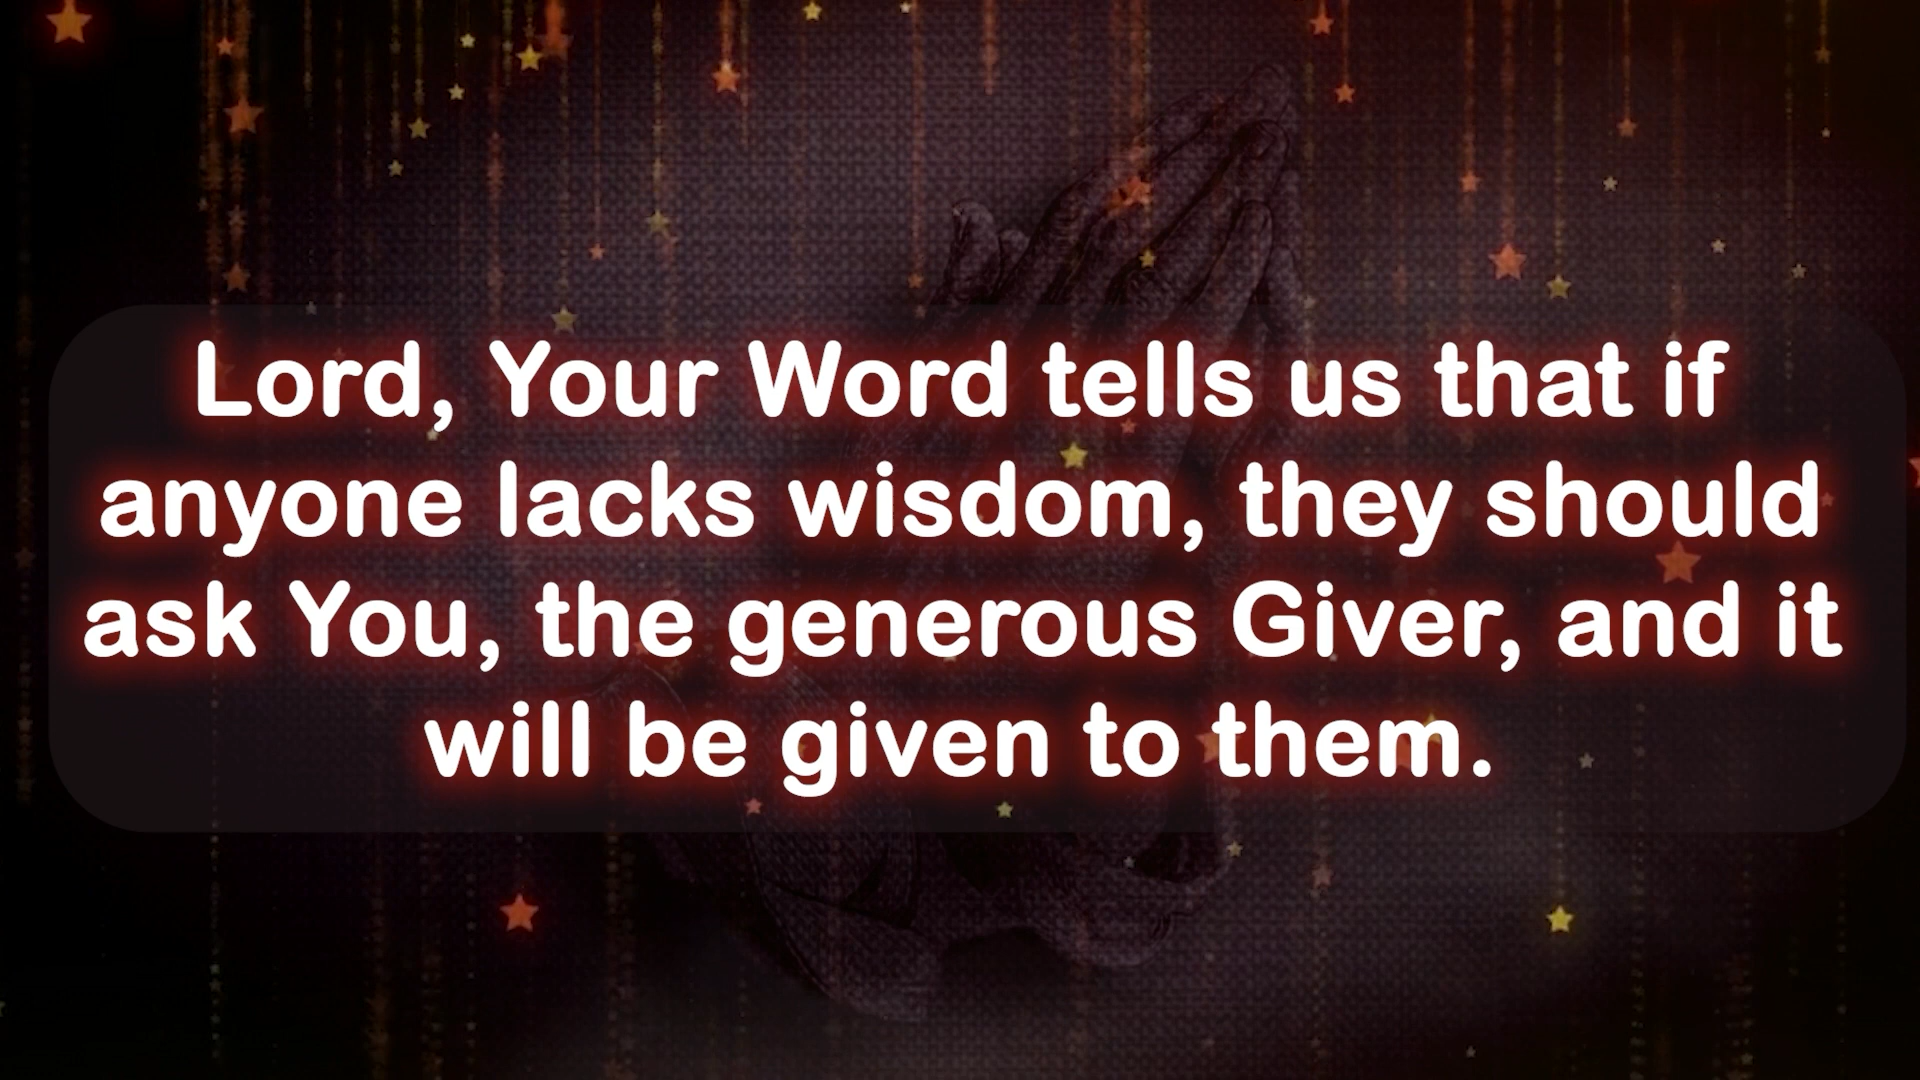 Lord, Your Word tells us that if
anyone lacks wisdom, they should
ask You, the generous Giver, and it
will be given to them.